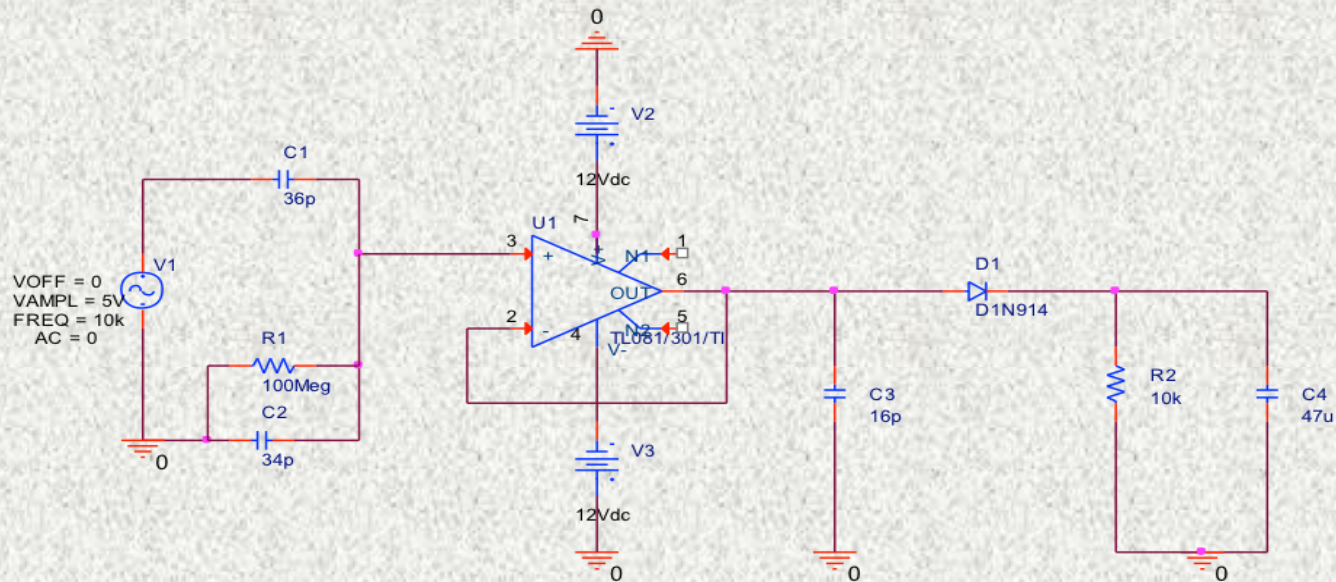 0
V2
12Vdc
C1
36p
V1
VOFF = 0
VAMPL = 5V
FREQ = 10k
AC = 0
R1
100Meg
C2
34p
0
U1
7
V+
3
+
N1
1
OUT
6
2
-
N2
5
4
V-
TL081/301/TI
V3
12Vdc
0
C3
16p
0
D1
D1N914
R2
10k
C4
47u
0